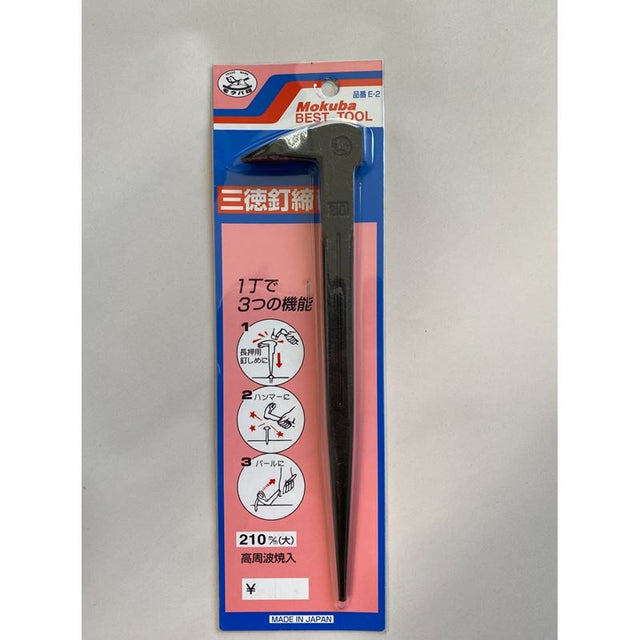 モクバ印
品番 E-2
Mokuba
BEST TOOL
三徳釘締
1丁で
3つの機能
1
長押用
釘しめに
2 ハンマーに
3 バールに
210 ㎜(大)
高周波焼入
¥
MADE IN JAPAN